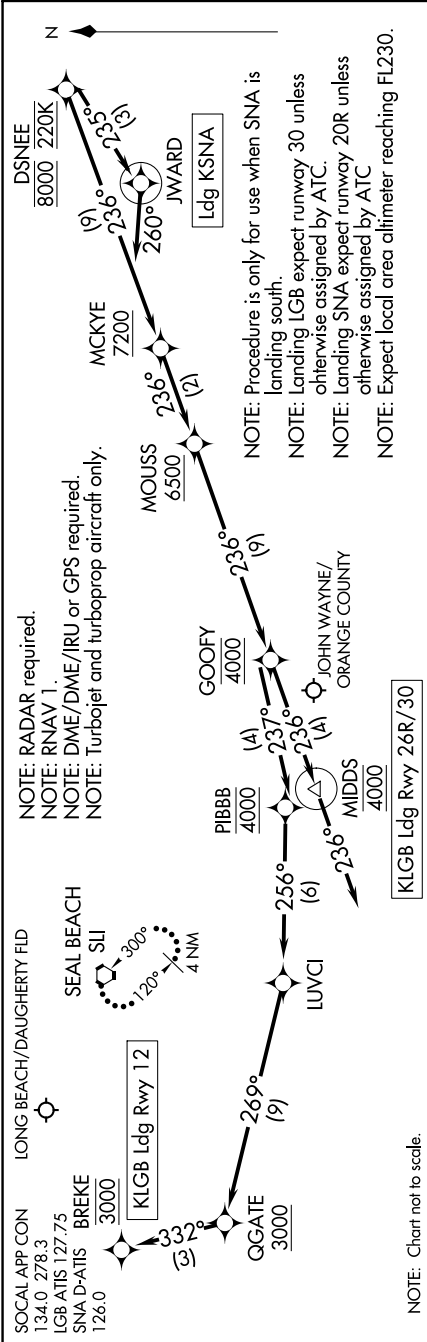 SOCAL APP CON
134.0 278.3
LGB ATIS 127.75
SNA D-ATIS
126.0
LONG BEACH/DAUGHERTY FLD
NOTE: RADAR required.
NOTE: RNAV 1.
NOTE: DME/DME/IRU or GPS required.
NOTE: Turbojet and turboprop aircraft only.
N
DSNEE
8000 220K
235°
(3)
JWARD
260°
Ldg KSNA
(9)
236°
MCKYE
7200
236°
(2)
MOUSS
6500
236°
(9)
GOOFY
4000
JOHN WAYNE/
ORANGE COUNTY
(4)
237°
236°
(4)
PIBBB
4000
MIDDS
4000
236°
KLGB Ldg Rwy 26R/30
256°
(6)
LUVCI
SEAL BEACH
SLI
300°
120°
4 NM
269°
(9)
QGATE
3000
332°
(3)
BREKE
3000
KLGB Ldg Rwy 12
NOTE: Procedure is only for use when SNA is
landing south.
NOTE: Landing LGB expect runway 30 unless
ohterwise assigned by ATC.
NOTE: Landing SNA expect runway 20R unless
otherwise assigned by ATC
NOTE: Expect local area altimeter reaching FL230.
NOTE: Chart not to scale.